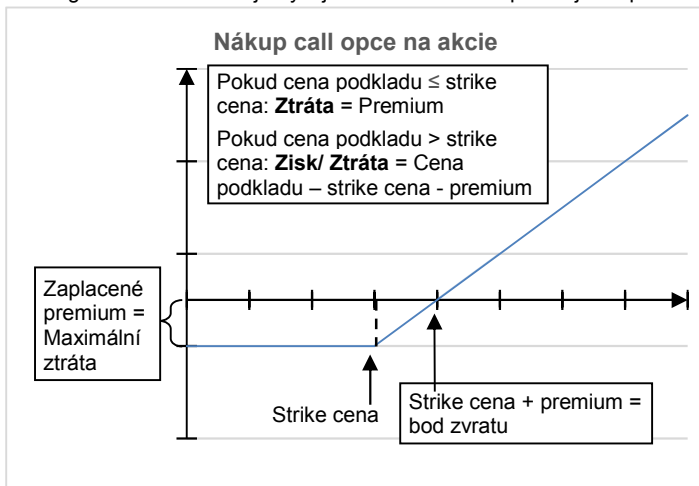 Nákup call opce na akcie
Pokud cena podkladu ≤ strike
cena: Ztráta = Premium
Pokud cena podkladu > strike
cena: Zisk/ Ztráta = Cena
podkladu – strike cena - premium
Zaplacené
premium =
Maximální
ztráta
Strike cena
Strike cena + premium =
bod zvratu